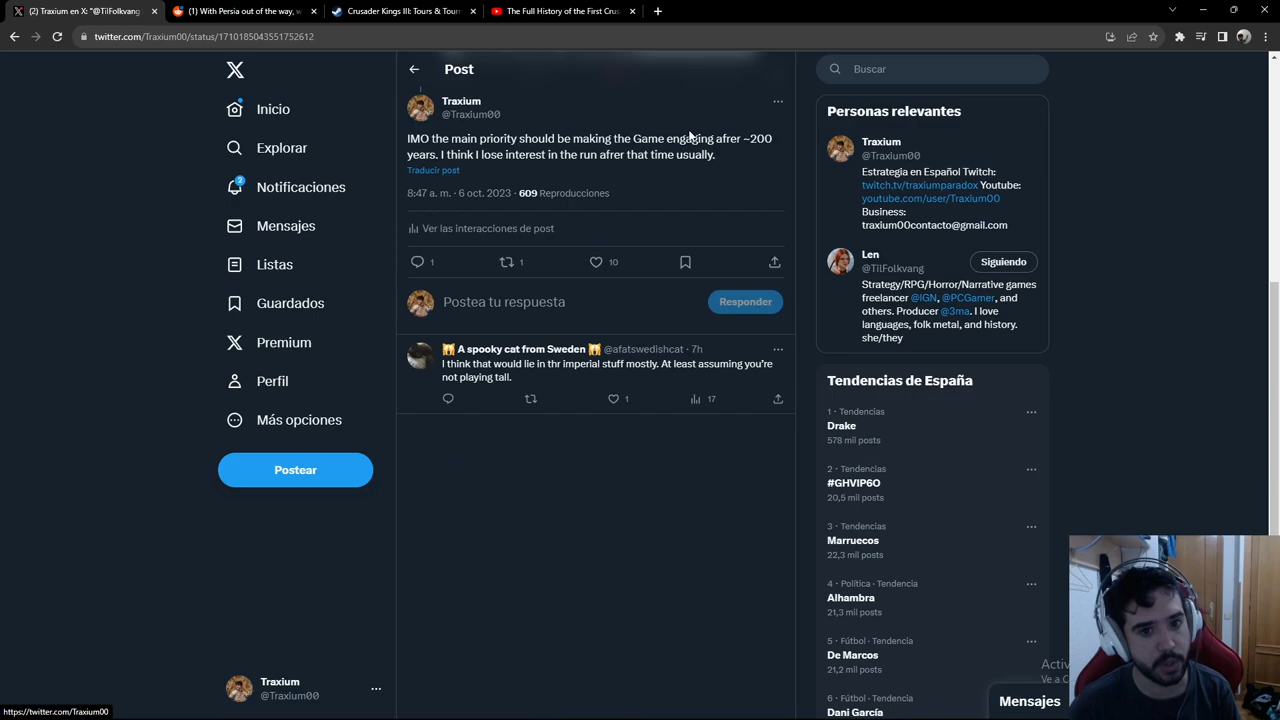 (2) Traxium en X: "@TilFolkvang
(1) With Persia out of the way, w
Crusader Kings III: Tours & Tour
The Full History of the First Crus
twitter.com/Traxium00/status/1710185043551752612
Post
Inicio
Explorar
2
Notificaciones
Mensajes
Listas
Guardados
Premium
Perfil
Más opciones
Postear
Traxium
@Traxium00
Traxium
@Traxium00
IMO the main priority should be making the Game engaging afrer ~200
years. I think I lose interest in the run afrer that time usually.
Traducir post
8:47 a. m. · 6 oct. 2023 · 609 Reproducciones
Ver las interacciones de post
1
1
10
Postea tu respuesta
Responder
A spooky cat from Sweden @afatswedishcat · 7h
I think that would lie in thr imperial stuff mostly. At least assuming you're
not playing tall.
1
17
Buscar
Personas relevantes
Traxium
@Traxium00
Estrategia en Español Twitch:
twitch.tv/traxiumparadox Youtube:
youtube.com/user/Traxium00
Business:
traxium00contacto@gmail.com
Len
@TilFolkvang
Siguiendo
Strategy/RPG/Horror/Narrative games
freelancer @IGN, @PCGamer, and
others. Producer @3ma. I love
languages, folk metal, and history.
she/they
Tendencias de España
1 · Tendencias
Drake
578 mil posts
2 · Tendencias
#GHVIP6O
20,5 mil posts
3 · Tendencias
Marruecos
22,3 mil posts
4 · Política · Tendencia
Alhambra
21,3 mil posts
5 · Fútbol · Tendencia
De Marcos
21,2 mil posts
6 · Fútbol · Tendencia
Dani García
Mensajes
Activ
Ve a C
https://twitter.com/Traxium00